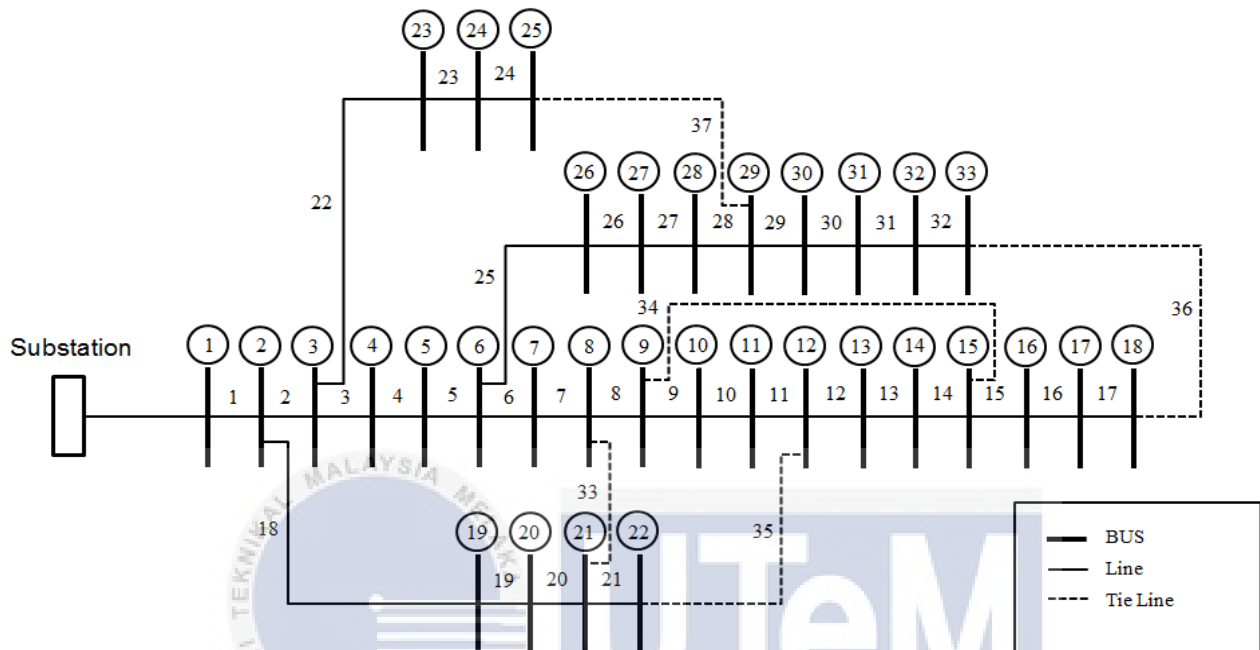 23 24 25
23 24
37
26 27 28 29 30 31 32 33
22
26 27 28 29 30 31 32
25
34
36
Substation
1 2 3 4 5 6 7 8 9 10 11 12 13 14 15 16 17 18
1 2 3 4 5 6 7 8 9 10 11 12 13 14 15 16 17
MALAYSIA
TEKNIKAL
33
18
35
19 20 21 22
19 20 21
UTeM
BUS
Line
Tie Line